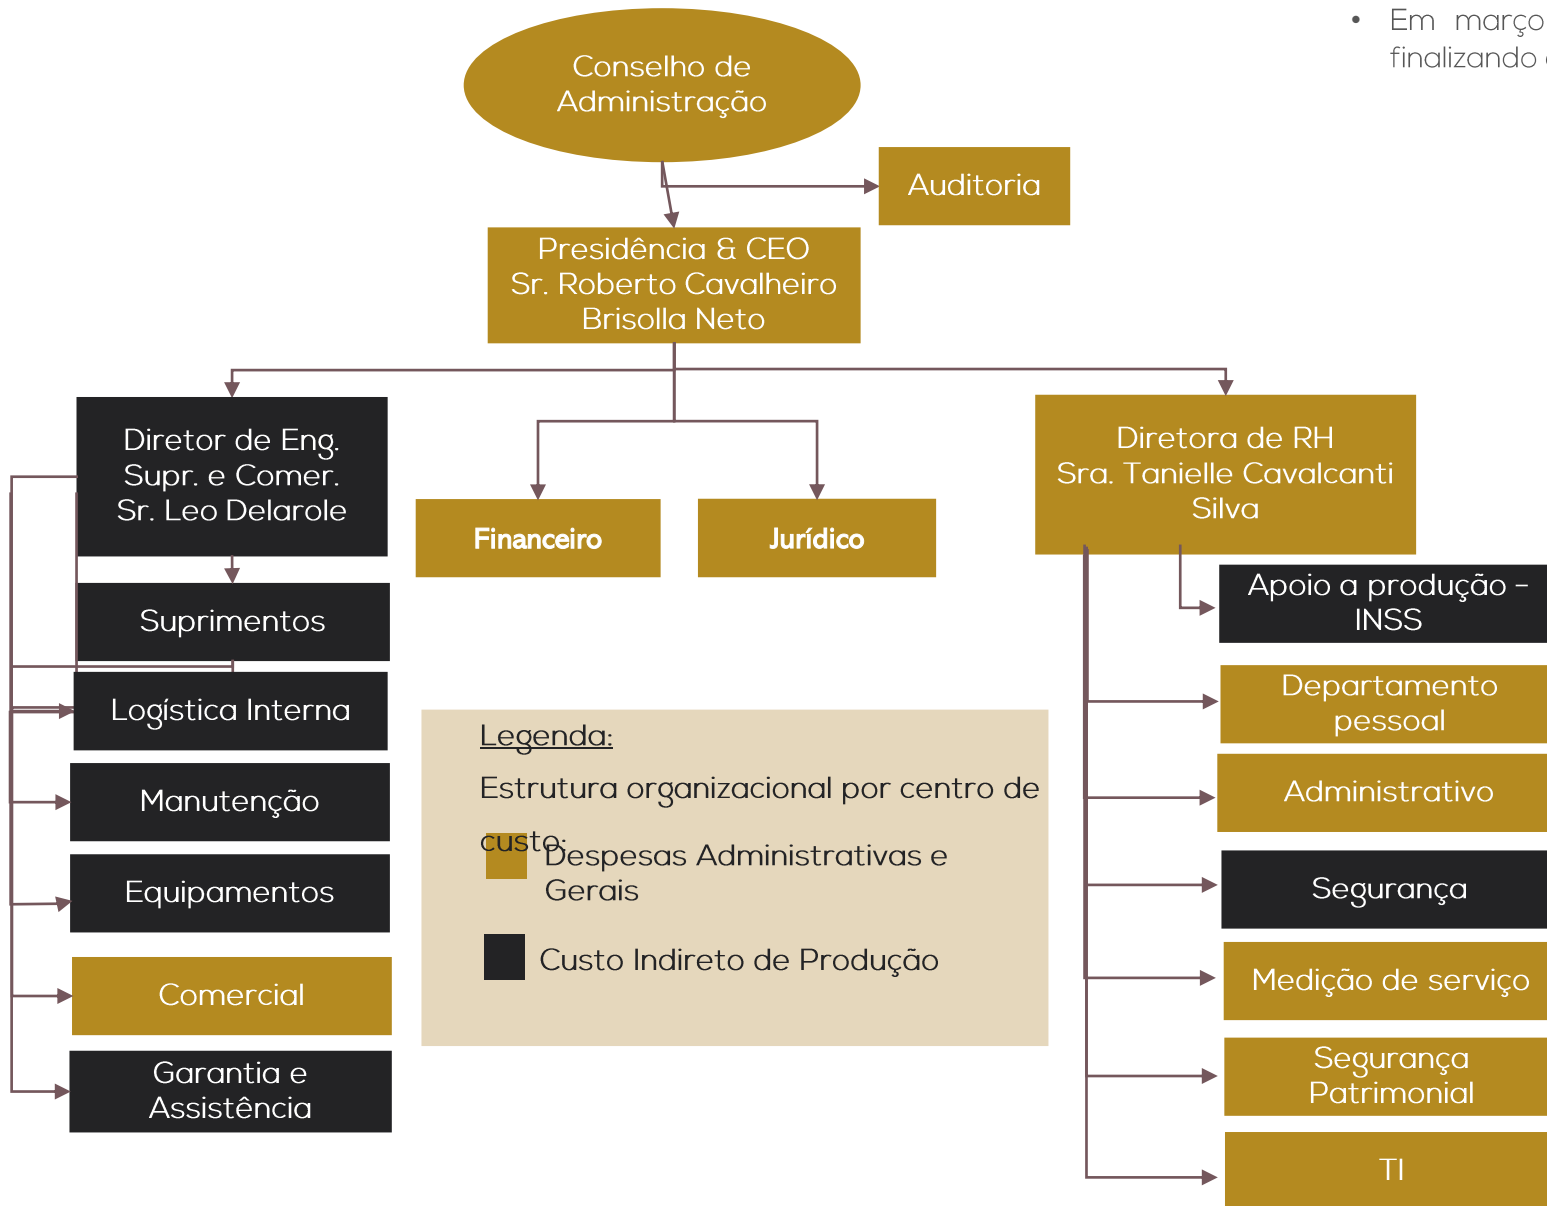 • Em março
finalizando
Conselho de
Administração
Auditoria
Presidência & CEO
Sr. Roberto Cavalheiro
Brisolla Neto
Diretor de Eng.
Supr. e Comer.
Sr. Leo Delarole
Financeiro
Jurídico
Diretora de RH
Sra. Tanielle Cavalcanti
Silva
Suprimentos
Logística Interna
Manutenção
Equipamentos
Comercial
Garantia e
Assistência
Legenda:
Estrutura organizacional por centro de
custo:
Despesas Administrativas e
Gerais
Custo Indireto de Produção
Apoio a produção –
INSS
Departamento
pessoal
Administrativo
Segurança
Medição de serviço
Segurança
Patrimonial
TI